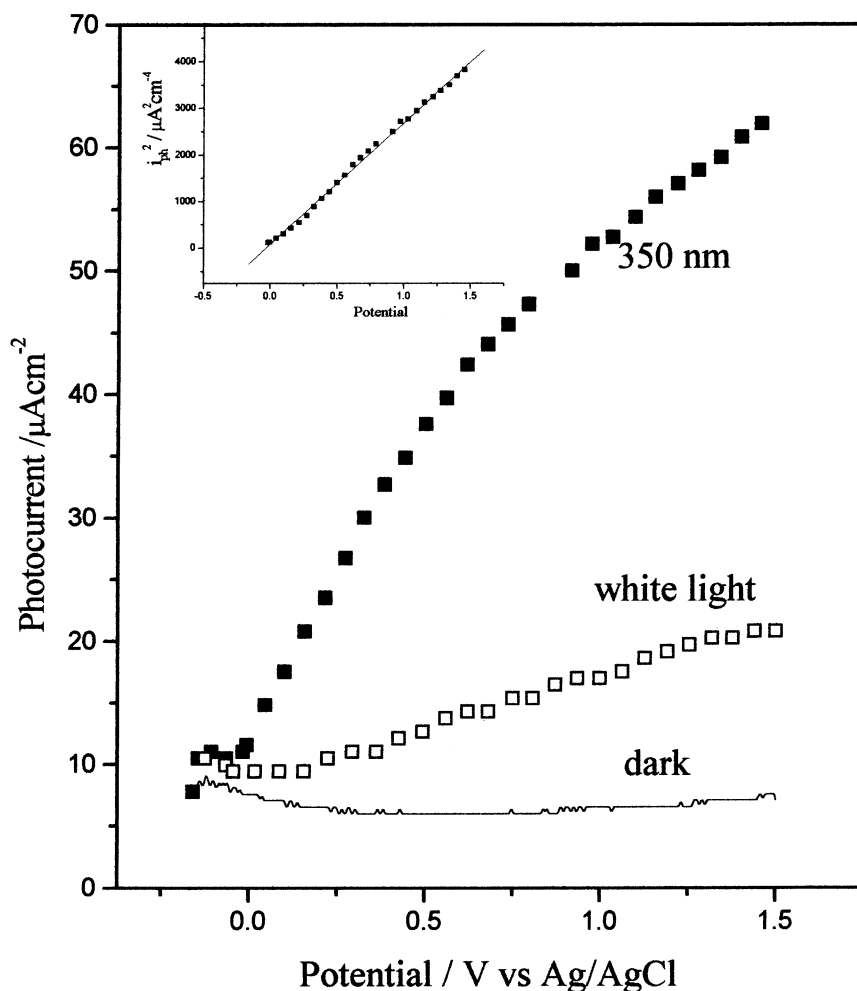 70
60
50
40
30
20
10
0
Photocurrent /μAcm⁻²
0.0 0.5 1.0 1.5
Potential / V vs Ag/AgCl
4000
3000
2000
1000
0
i_ph² / μA²cm⁻⁴
-0.5 0.0 0.5 1.0 1.5
Potential
350 nm
white light
dark